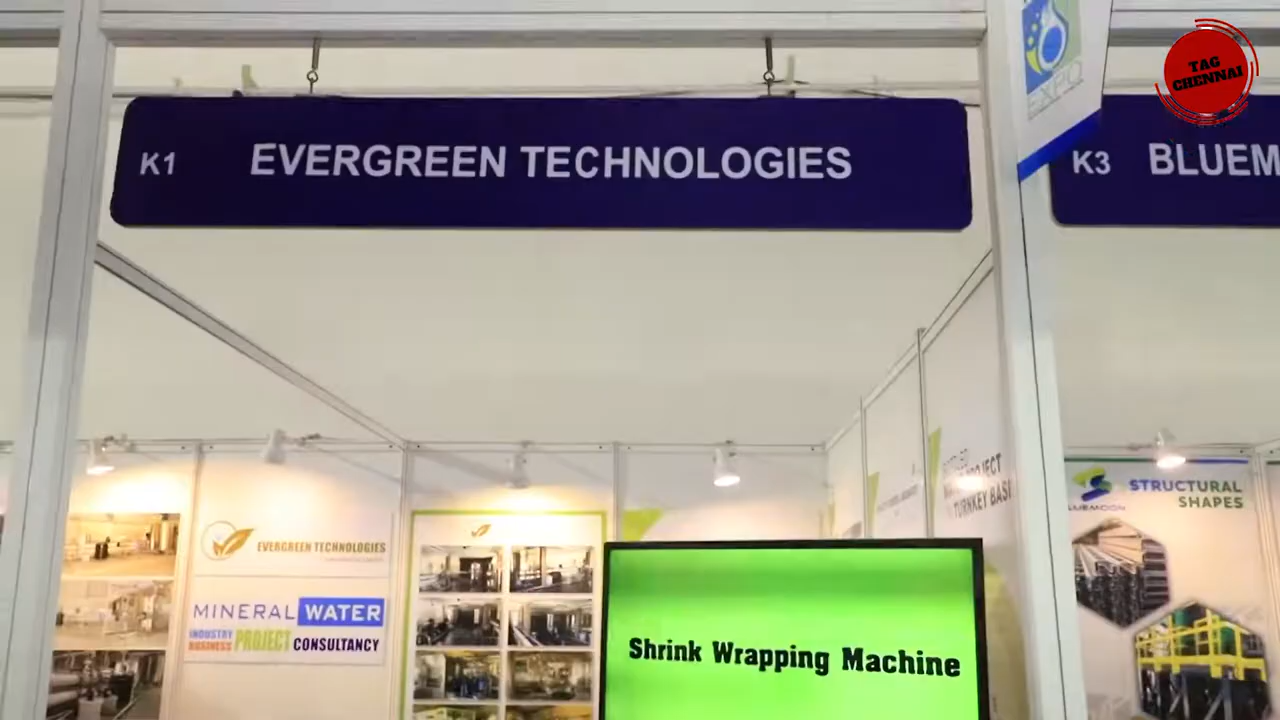 TAG
CHENNAI
EXPO
K1 EVERGREEN TECHNOLOGIES
K3 BLUEM
EVERGREEN TECHNOLOGIES
MINERAL WATER
INDUSTRY
BUSINESS PROJECT CONSULTANCY
Shrink Wrapping Machine
PROJECT
TURNKEY BASI
STRUCTURAL
SHAPES